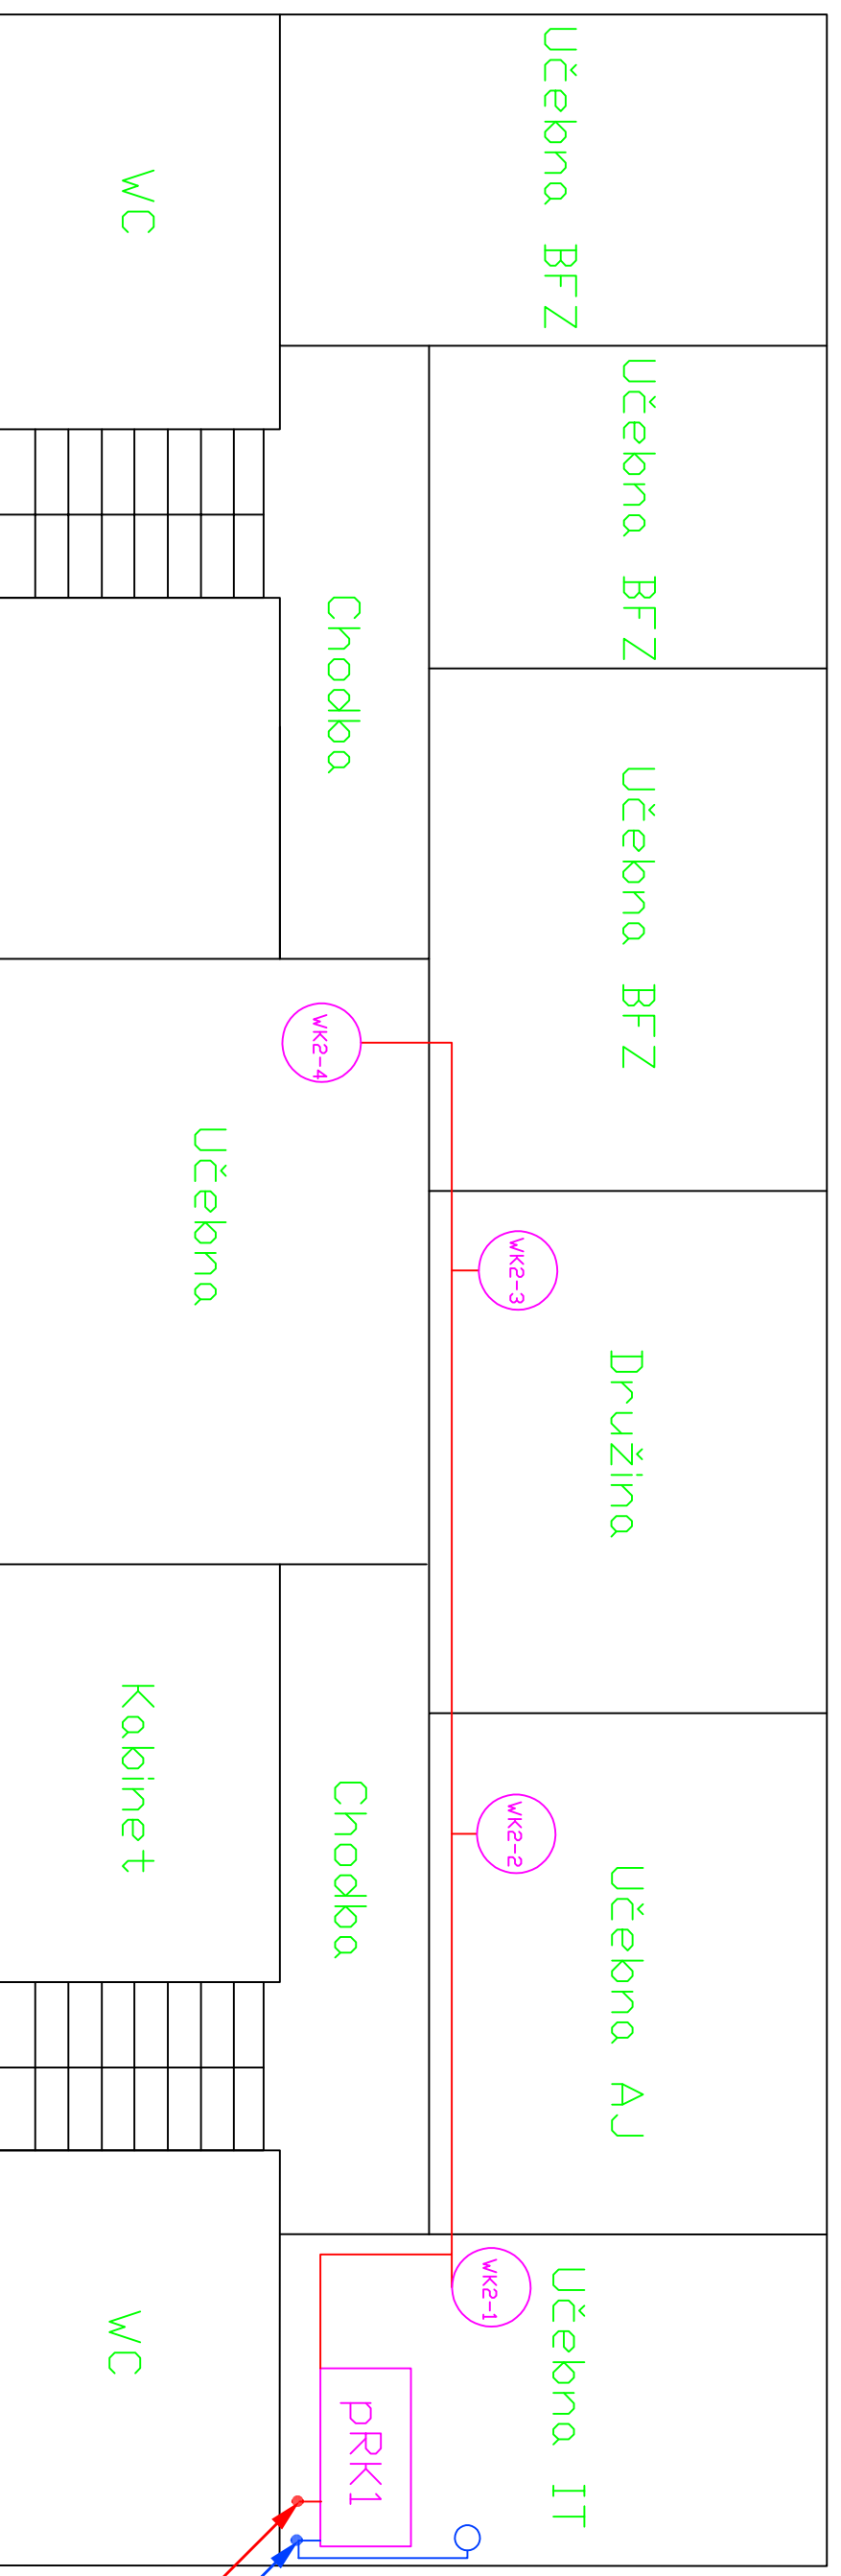 Učebna BFZ
WC
Učebna BFZ
Chodba
Učebna BFZ
WK2-4
Učebna
WK2-3
Družina
Kabinet
Chodba
WK2-2
Učebna AJ
WK2-1
Učebna IT
WC
pRK1